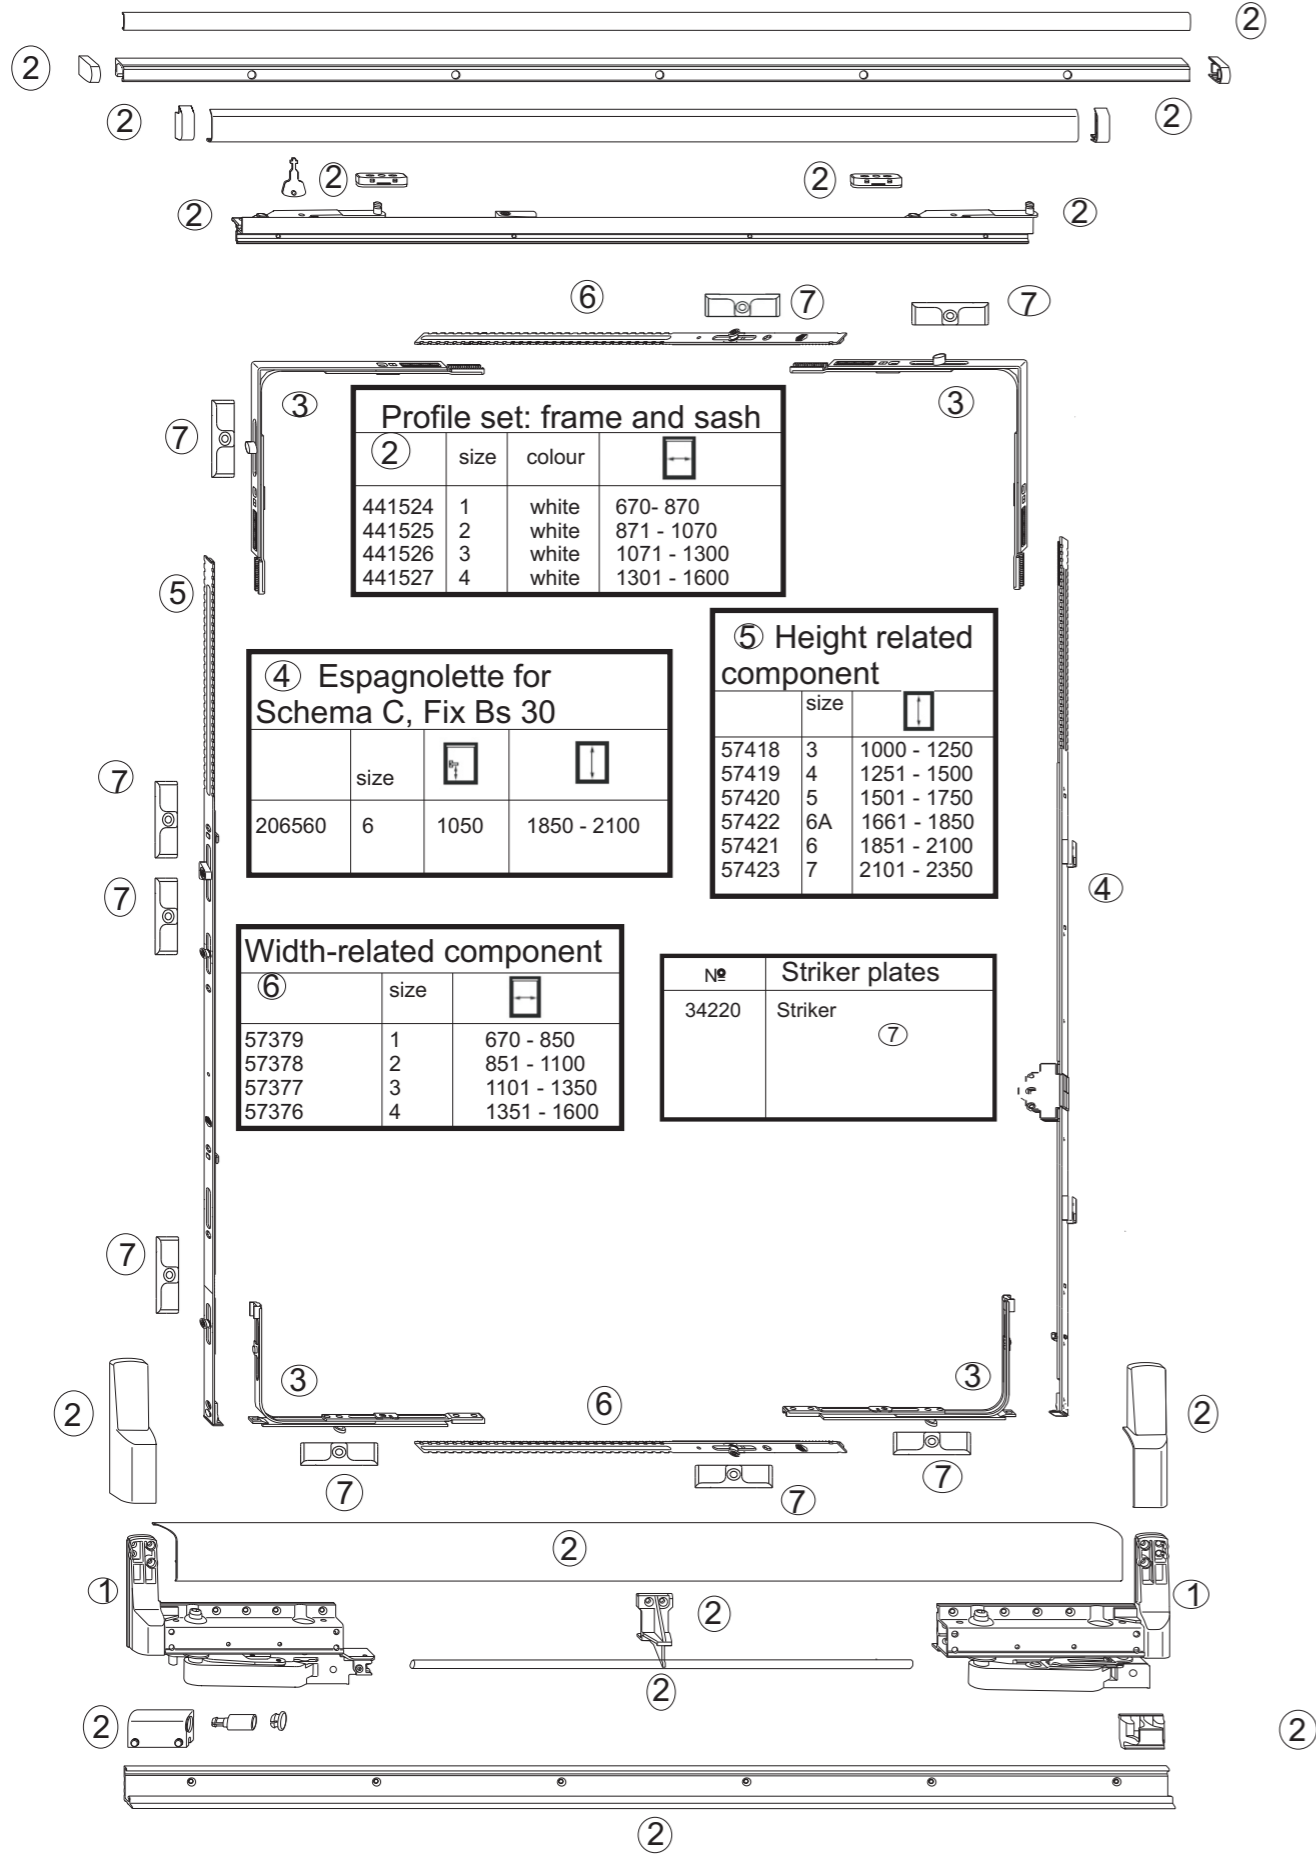 ②
② ②
② ②
② ②
② ②
⑥ ⑦ ⑦
③ ③
⑦
Profile set: frame and sash
② size colour
441524 1 white 670- 870
441525 2 white 871 - 1070
441526 3 white 1071 - 1300
441527 4 white 1301 - 1600
⑤
④ Espagnolette for
Schema C, Fix Bs 30
size
206560 6 1050 1850 - 2100
⑤ Height related
component
size
57418 3 1000 - 1250
57419 4 1251 - 1500
57420 5 1501 - 1750
57422 6A 1661 - 1850
57421 6 1851 - 2100
57423 7 2101 - 2350
⑦
⑦ ④
Width-related component
⑥ size
57379 1 670 - 850
57378 2 851 - 1100
57377 3 1101 - 1350
57376 4 1351 - 1600
Nº Striker plates
34220 Striker
⑦
⑦
③ ③
② ⑥ ②
⑦ ⑦ ⑦
②
① ② ①
②
② ②
②